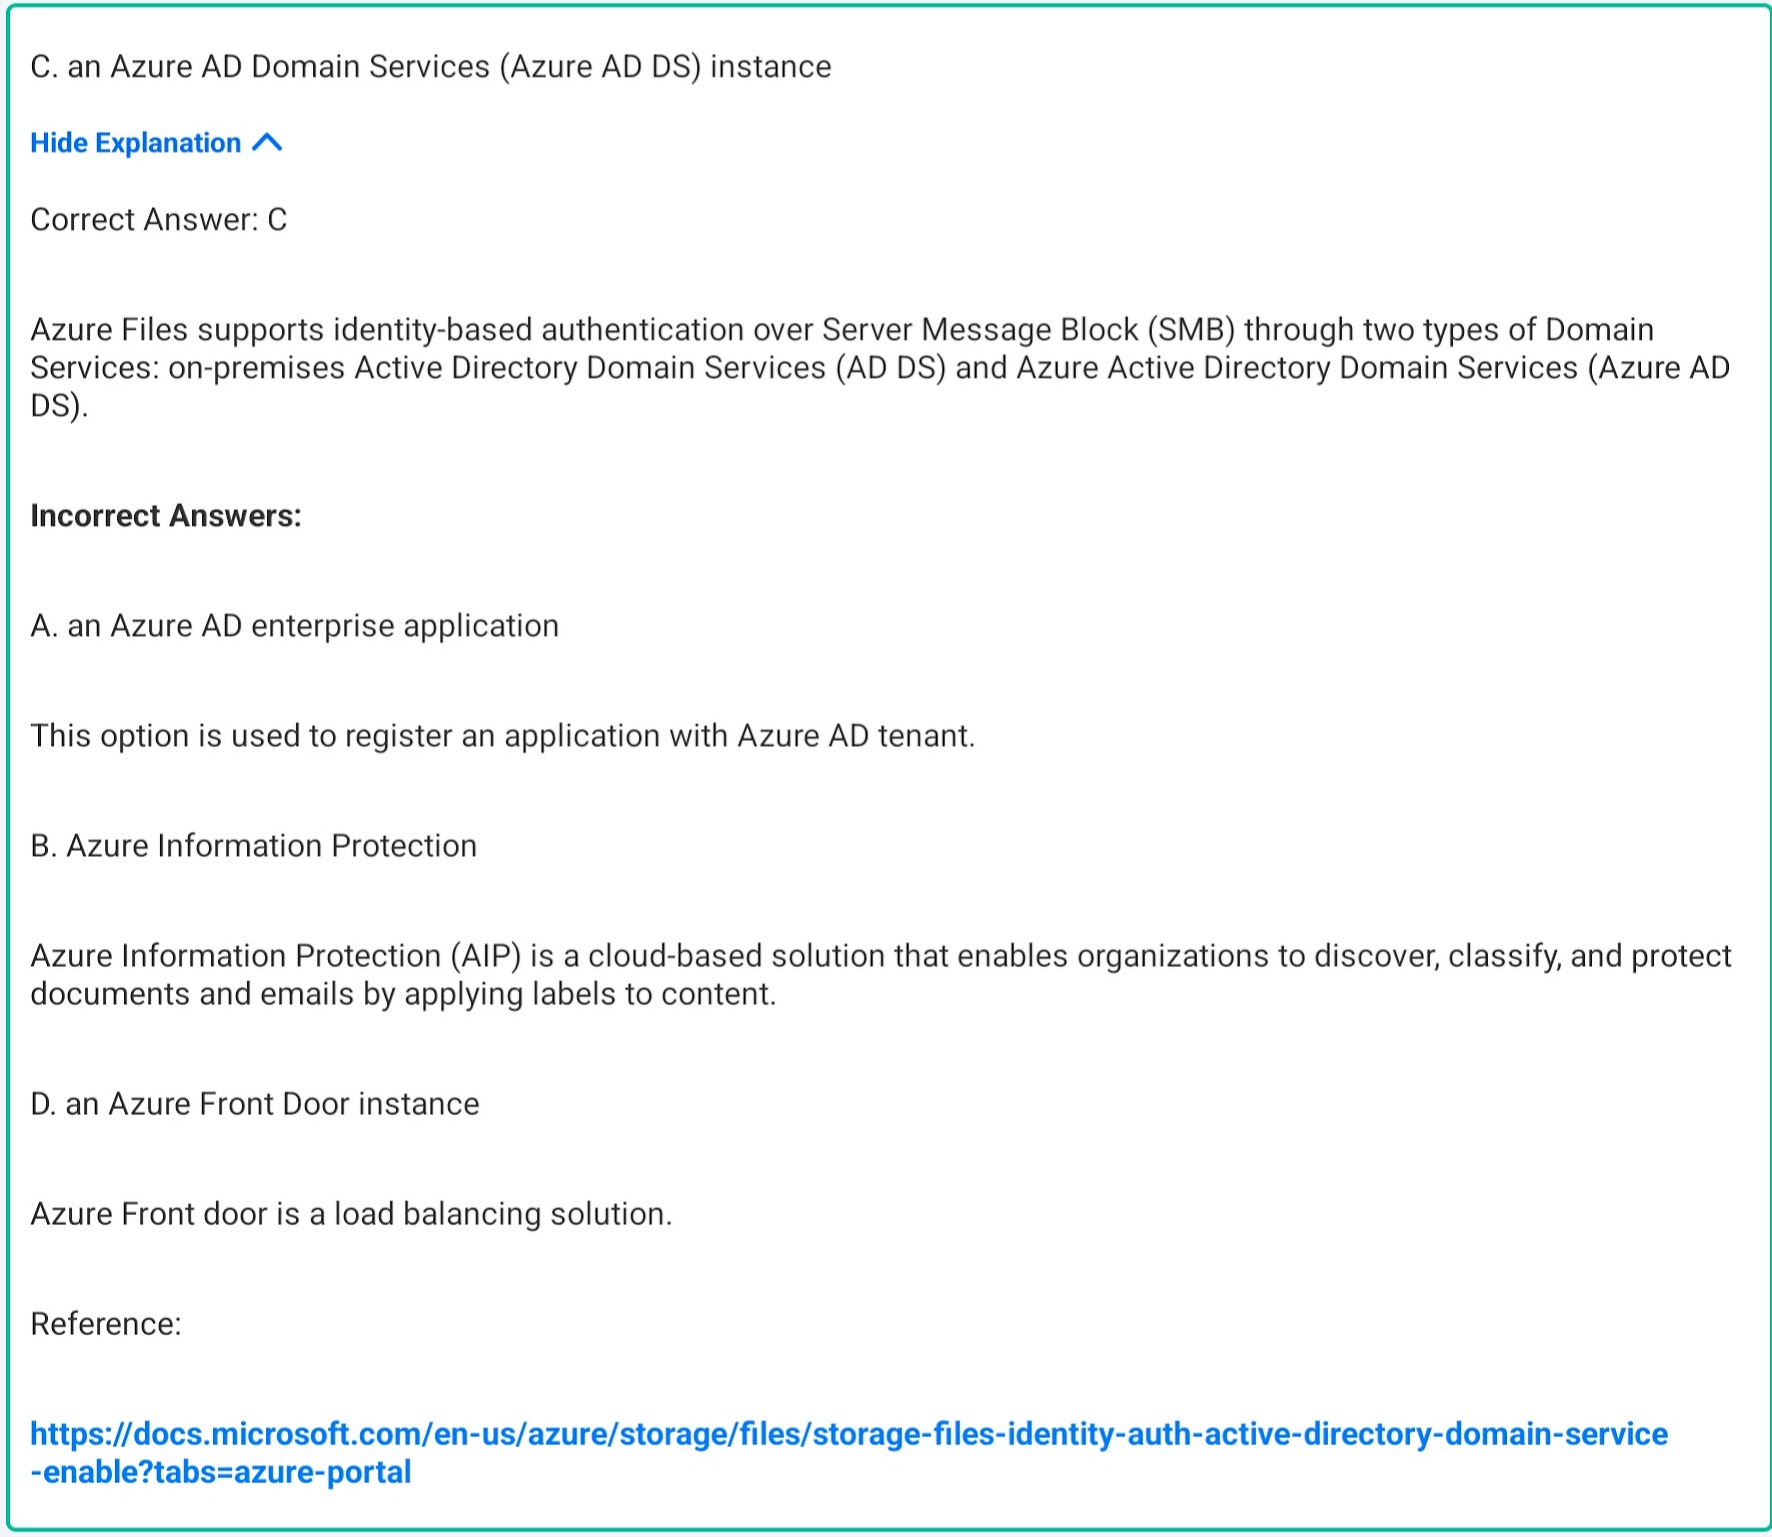 C. an Azure AD Domain Services (Azure AD DS) instance
Hide Explanation
Correct Answer: C
Azure Files supports identity-based authentication over Server Message Block (SMB) through two types of Domain
Services: on-premises Active Directory Domain Services (AD DS) and Azure Active Directory Domain Services (Azure AD
DS).
Incorrect Answers:
A. an Azure AD enterprise application
This option is used to register an application with Azure AD tenant.
B. Azure Information Protection
Azure Information Protection (AIP) is a cloud-based solution that enables organizations to discover, classify, and protect
documents and emails by applying labels to content.
D. an Azure Front Door instance
Azure Front door is a load balancing solution.
Reference:
https://docs.microsoft.com/en-us/azure/storage/files/storage-files-identity-auth-active-directory-domain-service
-enable?tabs=azure-portal